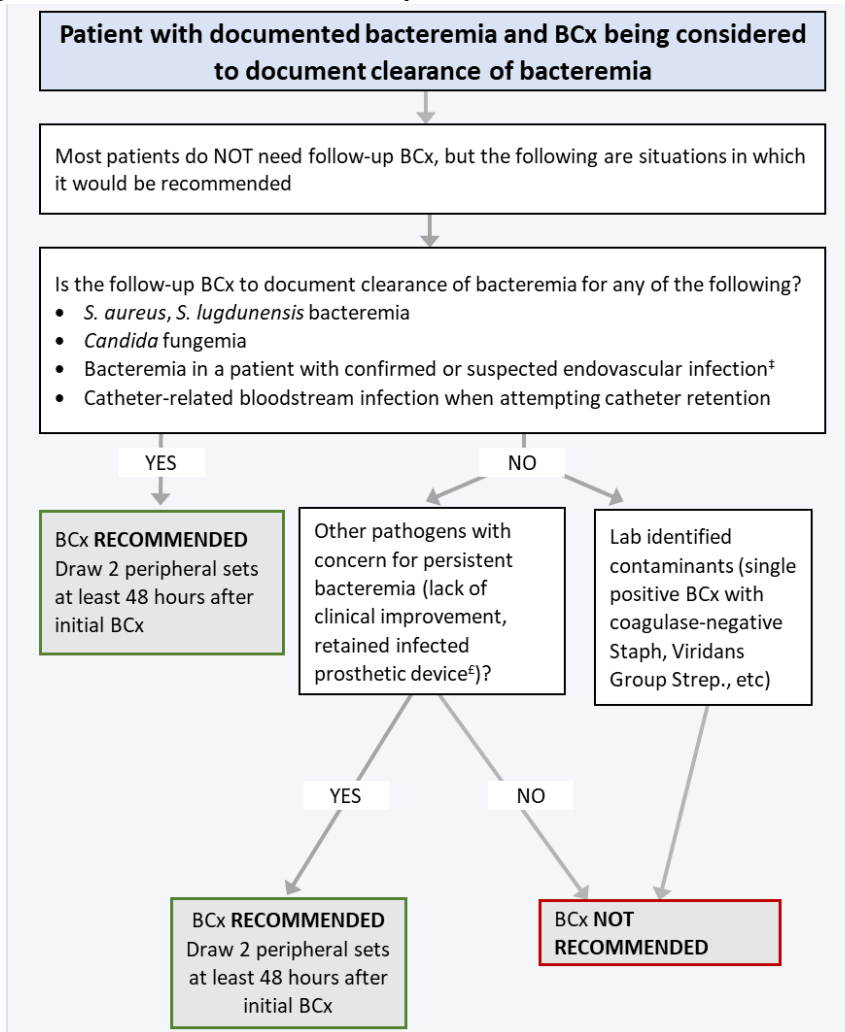 Patient with documented bacteremia and BCx being considered
to document clearance of bacteremia
Most patients do NOT need follow-up BCx, but the following are situations in which
it would be recommended
Is the follow-up BCx to document clearance of bacteremia for any of the following?
• S. aureus, S. lugdunensis bacteremia
• Candida fungemia
• Bacteremia in a patient with confirmed or suspected endovascular infection‡
• Catheter-related bloodstream infection when attempting catheter retention
YES
NO
BCx RECOMMENDED
Draw 2 peripheral sets
at least 48 hours after
initial BCx
Other pathogens with
concern for persistent
bacteremia (lack of
clinical improvement,
retained infected
prosthetic device£)?
Lab identified
contaminants (single
positive BCx with
coagulase-negative
Staph, Viridans
Group Strep., etc)
YES
NO
BCx RECOMMENDED
Draw 2 peripheral sets
at least 48 hours after
initial BCx
BCx NOT
RECOMMENDED